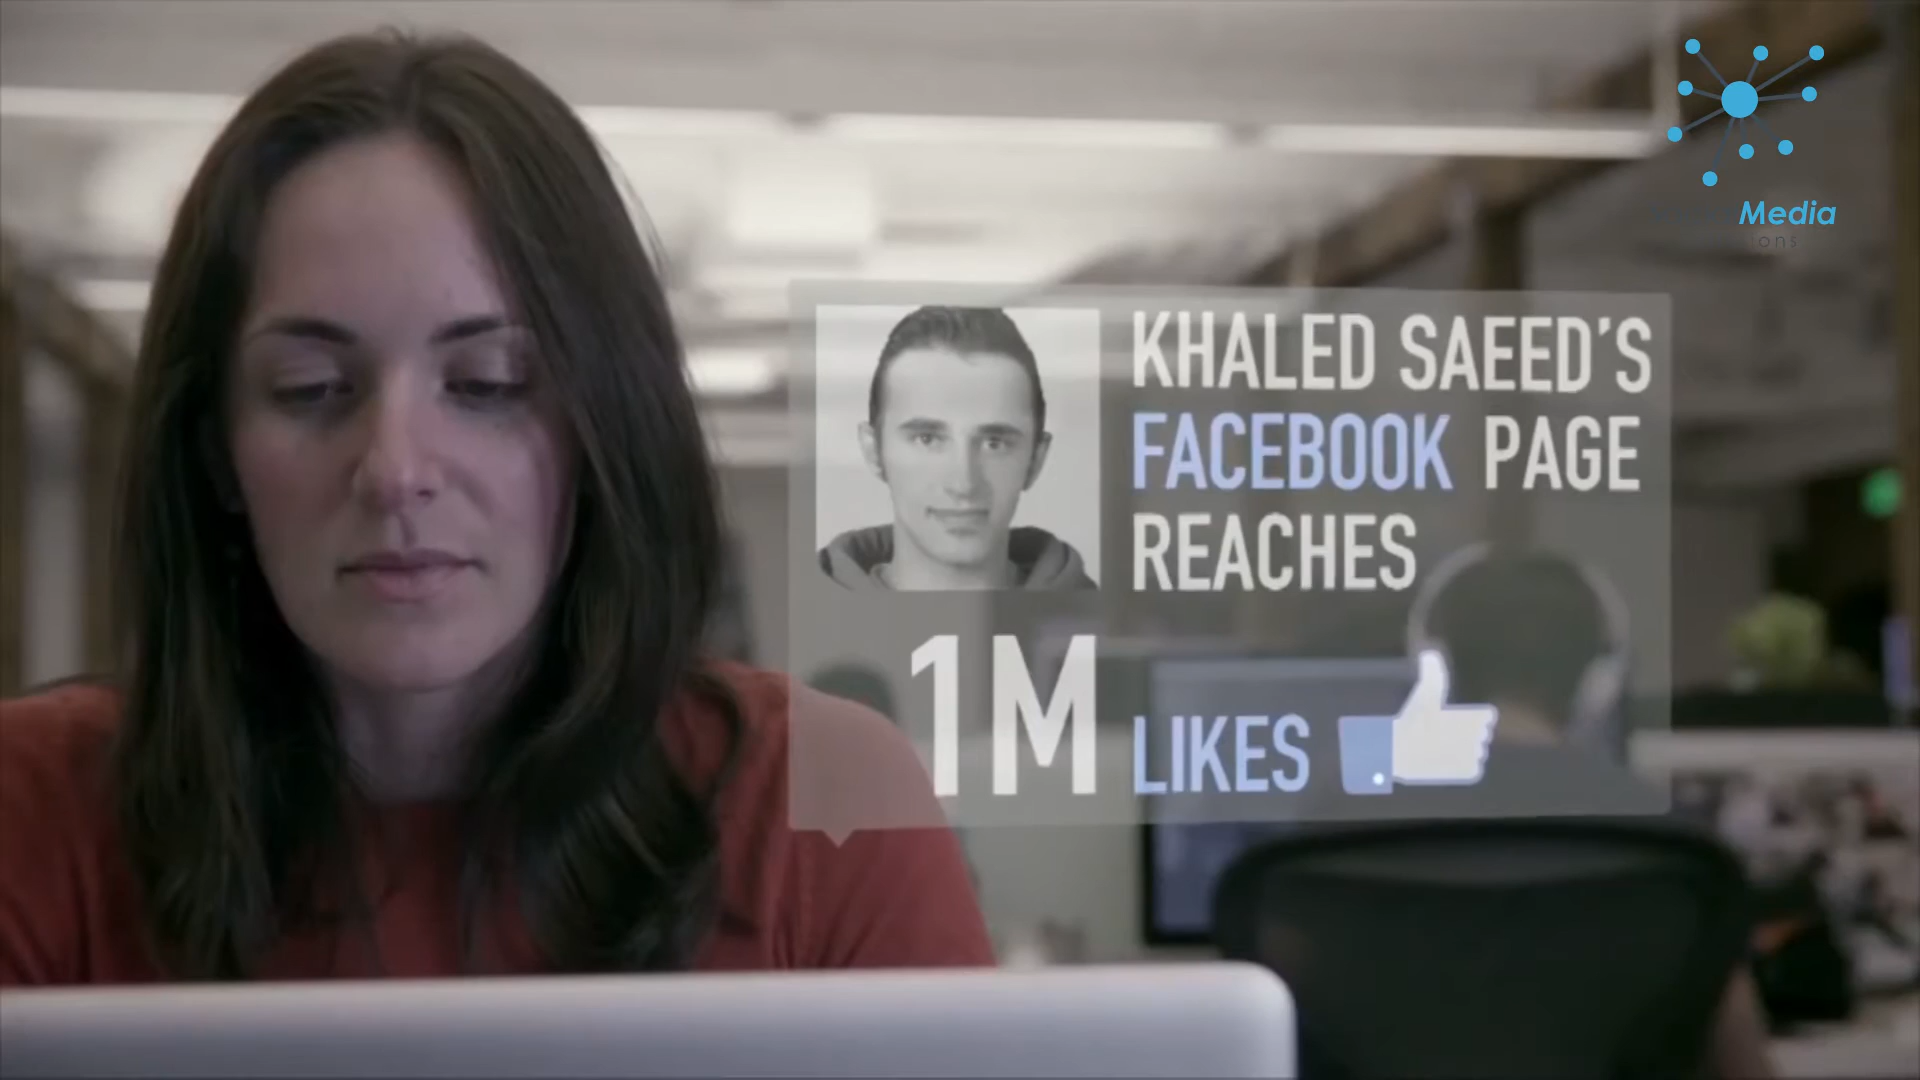 Media
KHALED SAEED'S
FACEBOOK PAGE
REACHES
1M LIKES